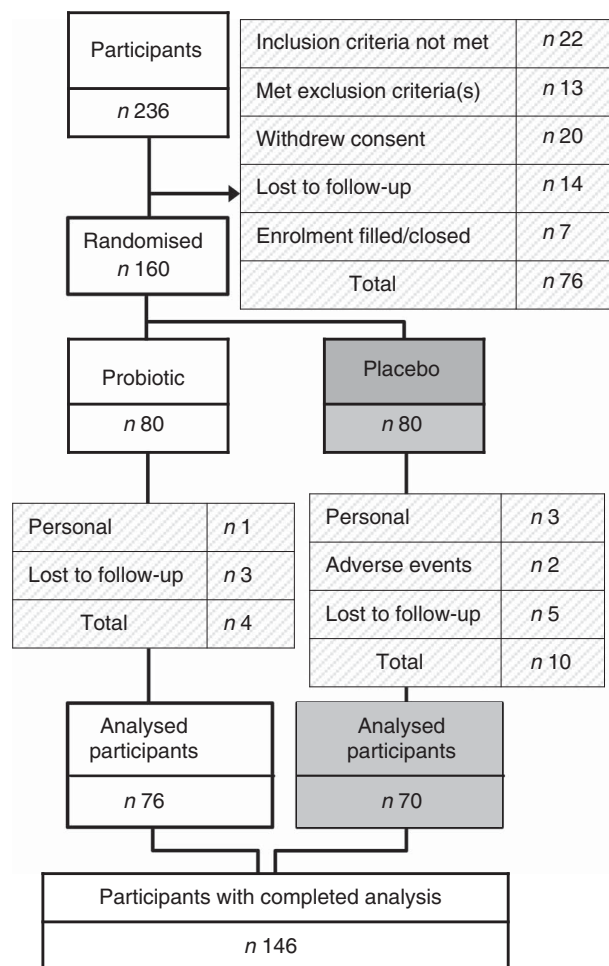 Participants
n 236
Inclusion criteria not met n 22
Met exclusion criteria(s) n 13
Withdrew consent n 20
Lost to follow-up n 14
Enrolment filled/closed n 7
Total n 76
Randomised
n 160
Probiotic
n 80
Placebo
n 80
Personal n 1
Lost to follow-up n 3
Total n 4
Personal n 3
Adverse events n 2
Lost to follow-up n 5
Total n 10
Analysed
participants
n 76
Analysed
participants
n 70
Participants with completed analysis
n 146